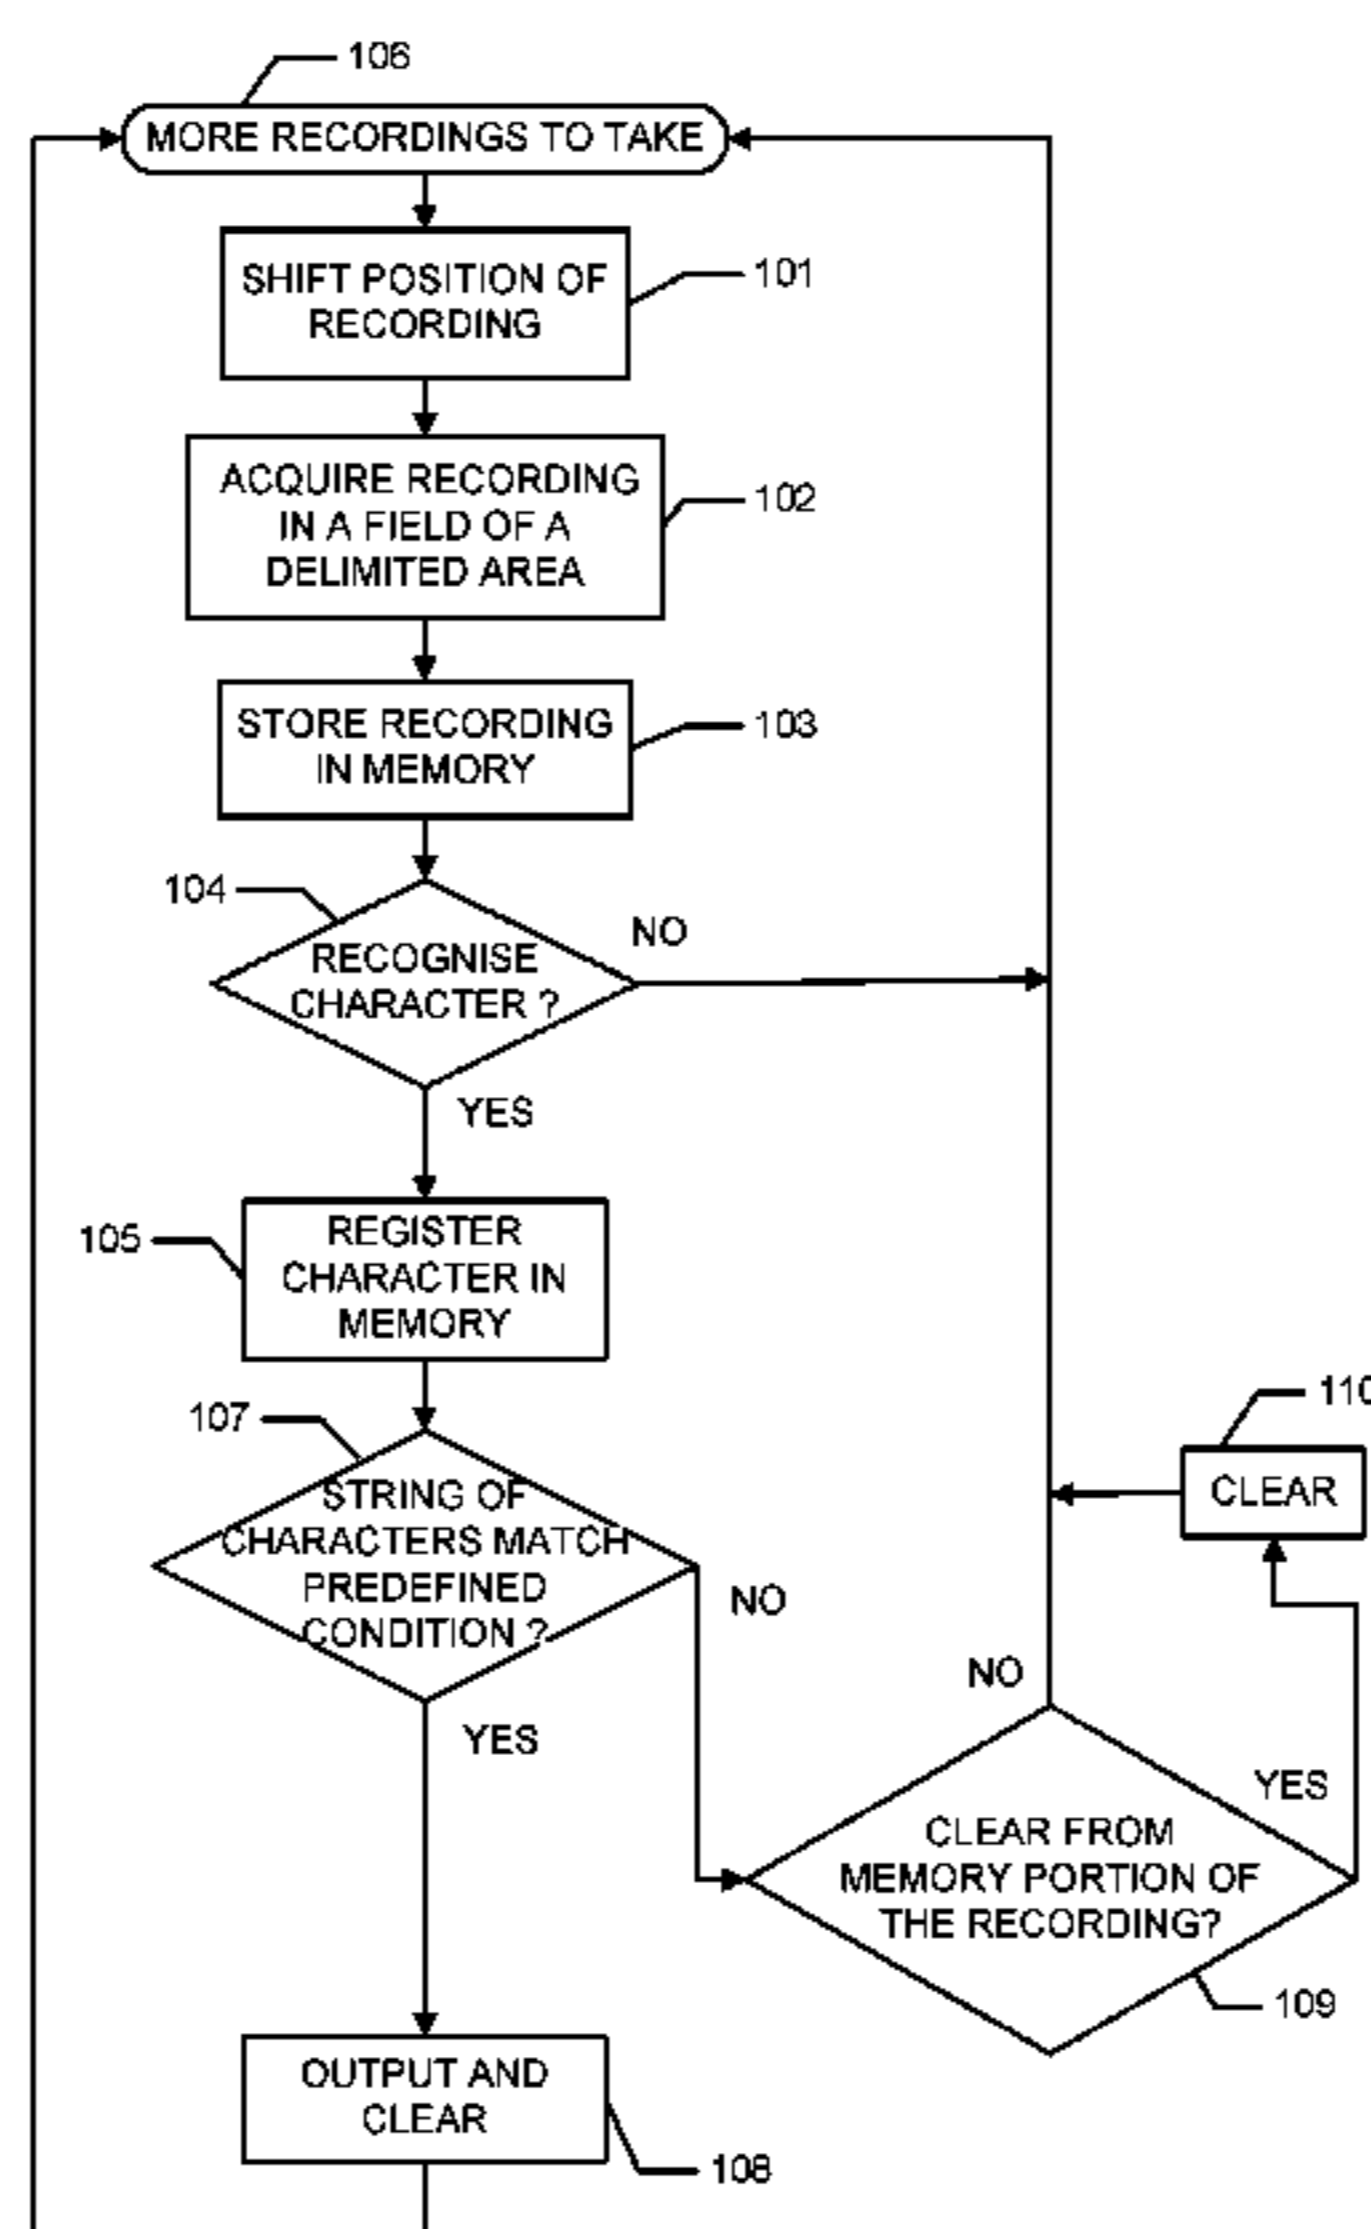 106
MORE RECORDINGS TO TAKE
SHIFT POSITION OF
RECORDING
101
ACQUIRE RECORDING
IN A FIELD OF A
DELIMITED AREA
102
STORE RECORDING
IN MEMORY
103
104
RECOGNISE
CHARACTER ?
NO
YES
105
REGISTER
CHARACTER IN
MEMORY
107
STRING OF
CHARACTERS MATCH
PREDEFINED
CONDITION ?
NO
YES
110
CLEAR
NO
YES
CLEAR FROM
MEMORY PORTION OF
THE RECORDING?
109
OUTPUT AND
CLEAR
108